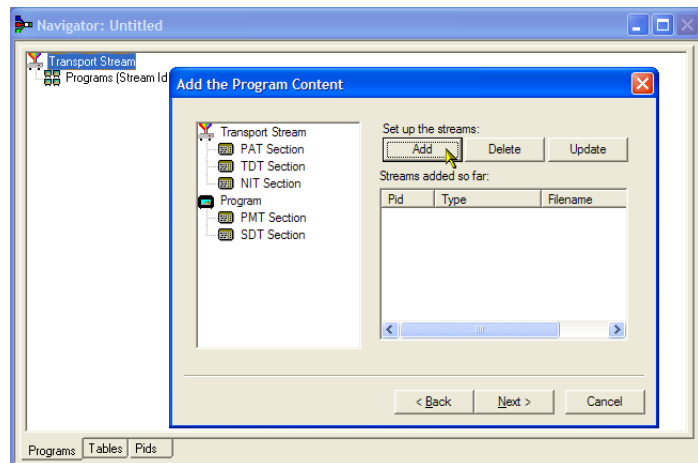 Navigator: Untitled
Transport Stream
Programs (Stream Id
Add the Program Content
Transport Stream
PAT Section
TDT Section
NIT Section
Program
PMT Section
SDT Section
Set up the streams:
Add Delete Update
Streams added so far:
Pid Type Filename
< Back Next > Cancel
Programs Tables Pids